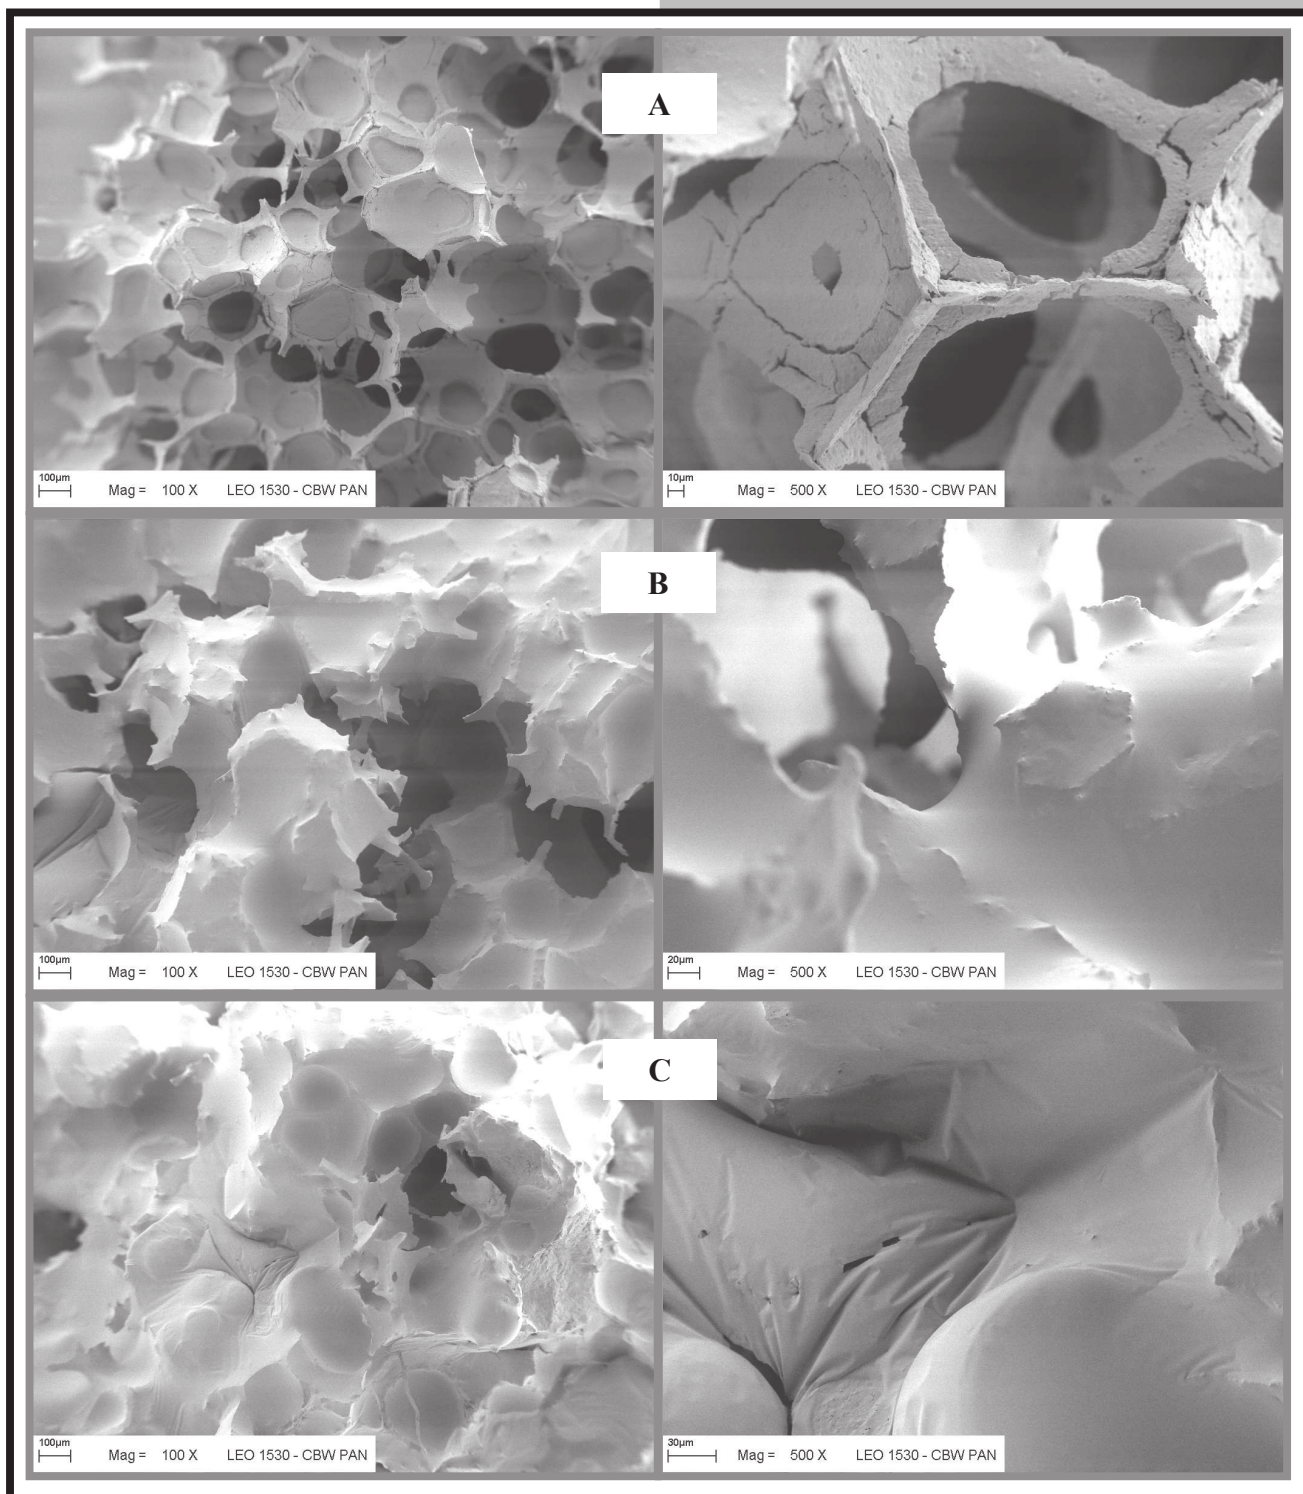 A
100µm
Mag = 100 X LEO 1530 - CBW PAN
10µm
Mag = 500 X LEO 1530 - CBW PAN
B
100µm
Mag = 100 X LEO 1530 - CBW PAN
20µm
Mag = 500 X LEO 1530 - CBW PAN
C
100µm
Mag = 100 X LEO 1530 - CBW PAN
30µm
Mag = 500 X LEO 1530 - CBW PAN